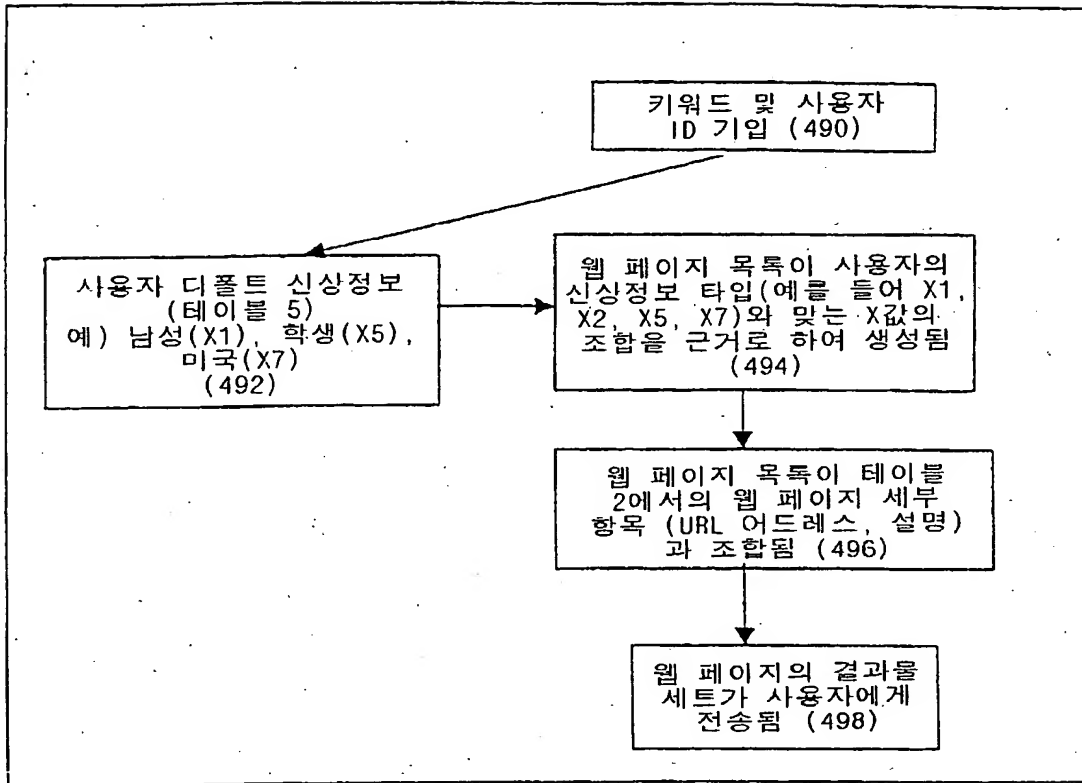 키워드 및 사용자
ID 기입 (490)
사용자 디폴트 신상정보
(테이블 5)
예) 남성(X1), 학생(X5),
미국(X7)
(492)
웹 페이지 목록이 사용자의
신상정보 타입(예를 들어 X1,
X2, X5, X7)와 맞는 X값의
조합을 근거로 하여 생성됨
(494)
웹 페이지 목록이 테이블
2에서의 웹 페이지 세부
항목 (URL 어드레스, 설명)
과 조합됨 (496)
웹 페이지의 결과물
세트가 사용자에게
전송됨 (498)